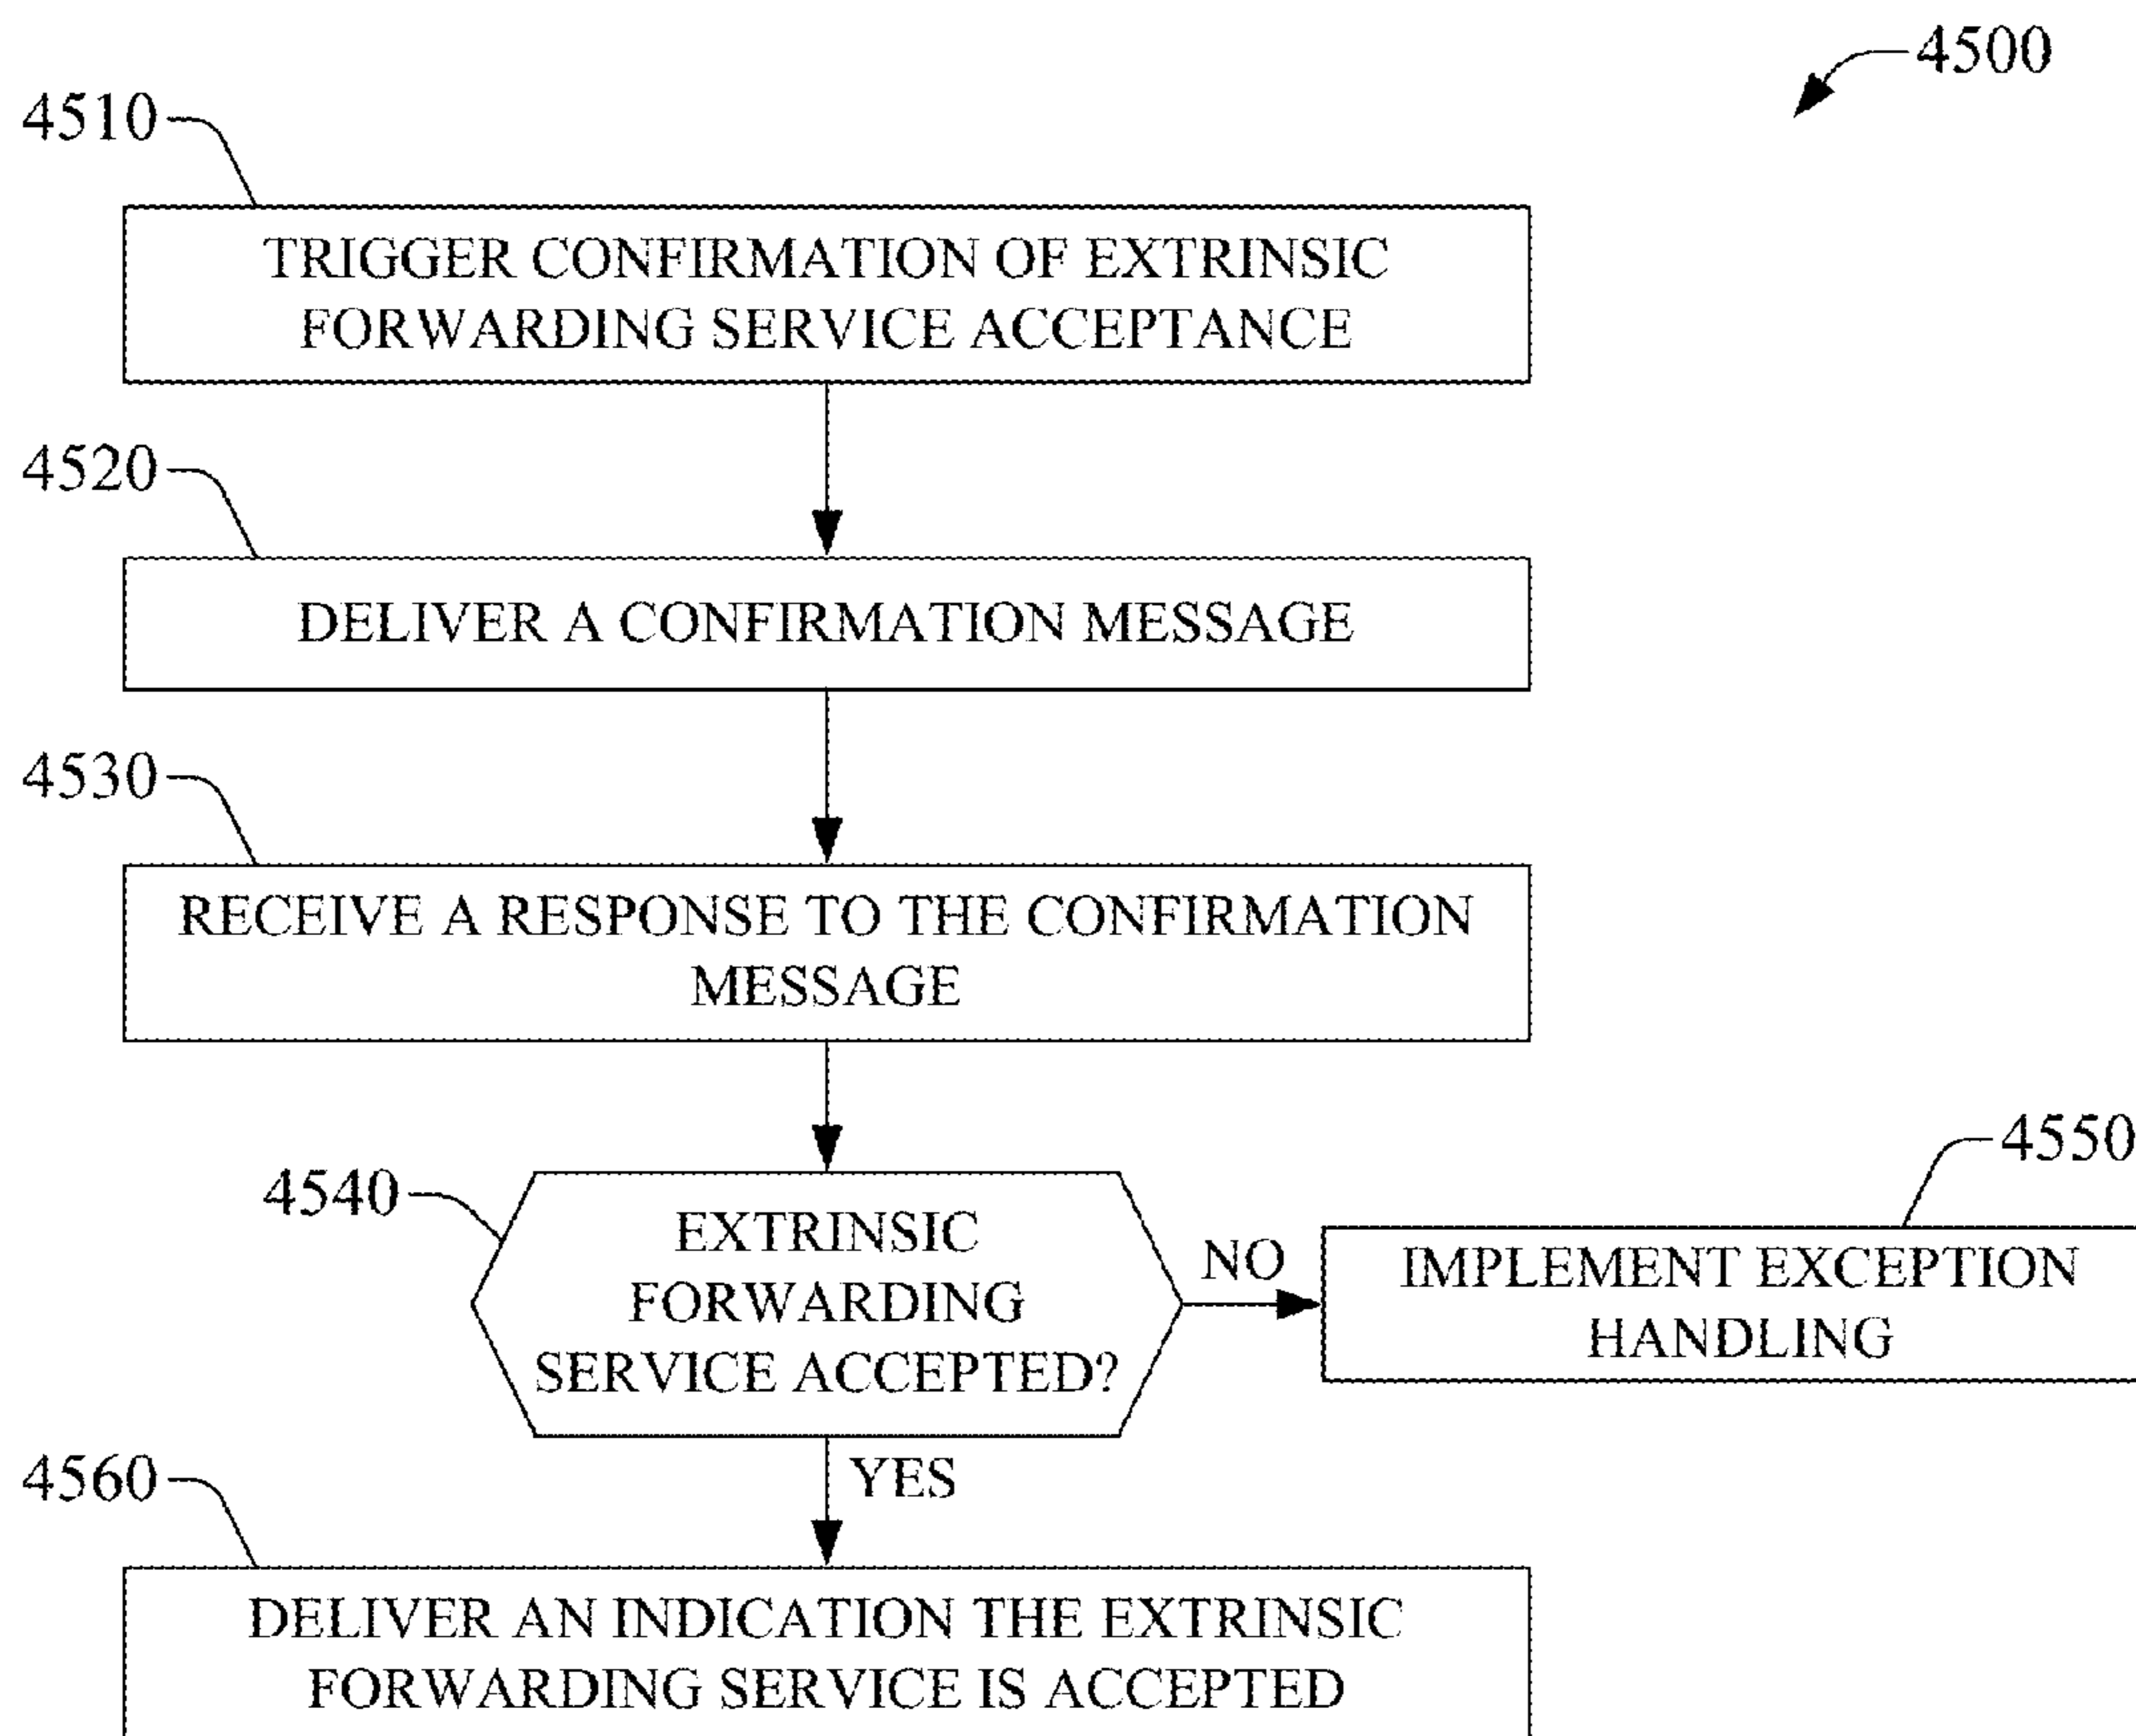 4500
4510
TRIGGER CONFIRMATION OF EXTRINSIC
FORWARDING SERVICE ACCEPTANCE
4520
DELIVER A CONFIRMATION MESSAGE
4530
RECEIVE A RESPONSE TO THE CONFIRMATION
MESSAGE
4540
EXTRINSIC
FORWARDING
SERVICE ACCEPTED?
NO
4550
IMPLEMENT EXCEPTION
HANDLING
YES
4560
DELIVER AN INDICATION THE EXTRINSIC
FORWARDING SERVICE IS ACCEPTED